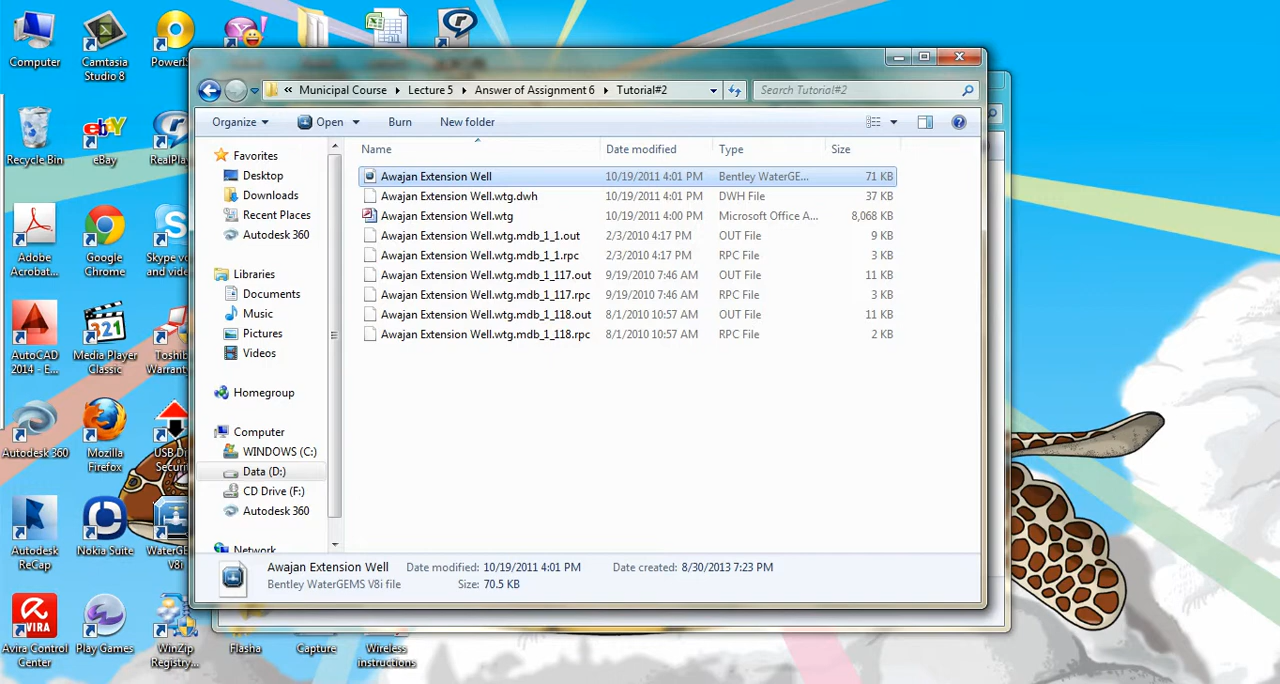 Computer
Camtasia
Studio 8
PowerIS
Recycle Bin
eBay
RealPla
Adobe
Acrobat...
Google
Chrome
Skype
and vide
AutoCAD
2014 - E...
Media Player
Classic
Toshib
Warrant
Autodesk 360
Mozilla
Firefox
USB Di
Securit
Autodesk
ReCap
Nokia Suite
WaterGE
V8i
Avira Control
Center
Play Games
WinZip
Registry...
Flasha
Capture
Wireless
instructions
« Municipal Course
Lecture 5
Answer of Assignment 6
Tutorial#2
Search Tutorial#2
Organize
Open
Burn
New folder
Favorites
Desktop
Downloads
Recent Places
Autodesk 360
Libraries
Documents
Music
Pictures
Videos
Homegroup
Computer
WINDOWS (C:)
Data (D:)
CD Drive (F:)
Autodesk 360
Network
Name Date modified Type Size
Awajan Extension Well 10/19/2011 4:01 PM Bentley WaterGE... 71 KB
Awajan Extension Well.wtg.dwh 10/19/2011 4:01 PM DWH File 37 KB
Awajan Extension Well.wtg 10/19/2011 4:00 PM Microsoft Office A... 8,068 KB
Awajan Extension Well.wtg.mdb_1_1.out 2/3/2010 4:17 PM OUT File 9 KB
Awajan Extension Well.wtg.mdb_1_1.rpc 2/3/2010 4:17 PM RPC File 3 KB
Awajan Extension Well.wtg.mdb_1_117.out 9/19/2010 7:46 AM OUT File 11 KB
Awajan Extension Well.wtg.mdb_1_117.rpc 9/19/2010 7:46 AM RPC File 3 KB
Awajan Extension Well.wtg.mdb_1_118.out 8/1/2010 10:57 AM OUT File 11 KB
Awajan Extension Well.wtg.mdb_1_118.rpc 8/1/2010 10:57 AM RPC File 2 KB
Awajan Extension Well Date modified: 10/19/2011 4:01 PM Date created: 8/30/2013 7:23 PM
Bentley WaterGEMS V8i file Size: 70.5 KB